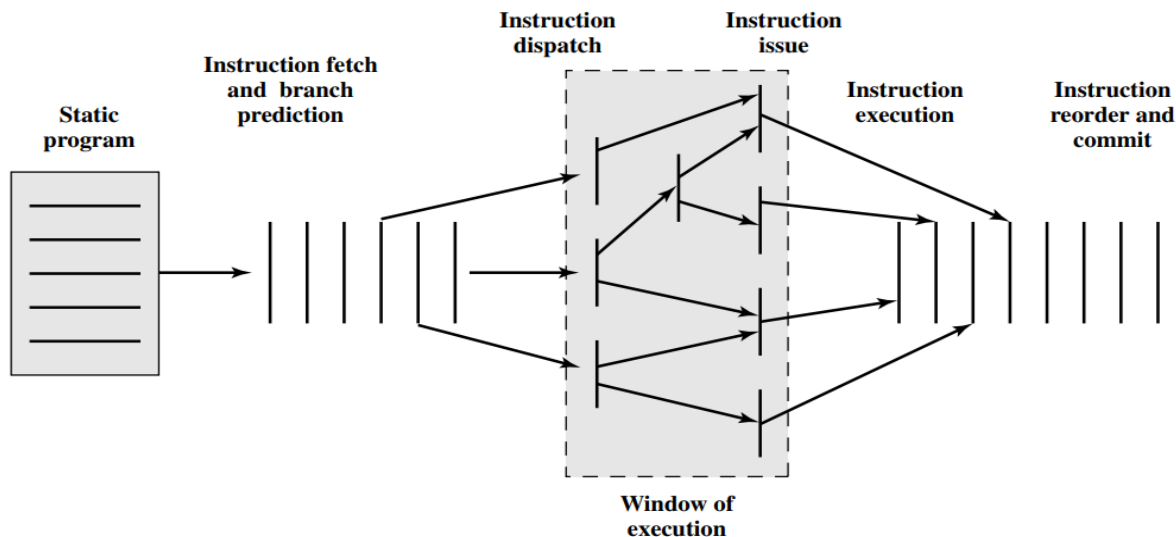 Static
program
Instruction fetch
and branch
prediction
Instruction
dispatch
Instruction
issue
Instruction
execution
Instruction
reorder and
commit
Window of
execution